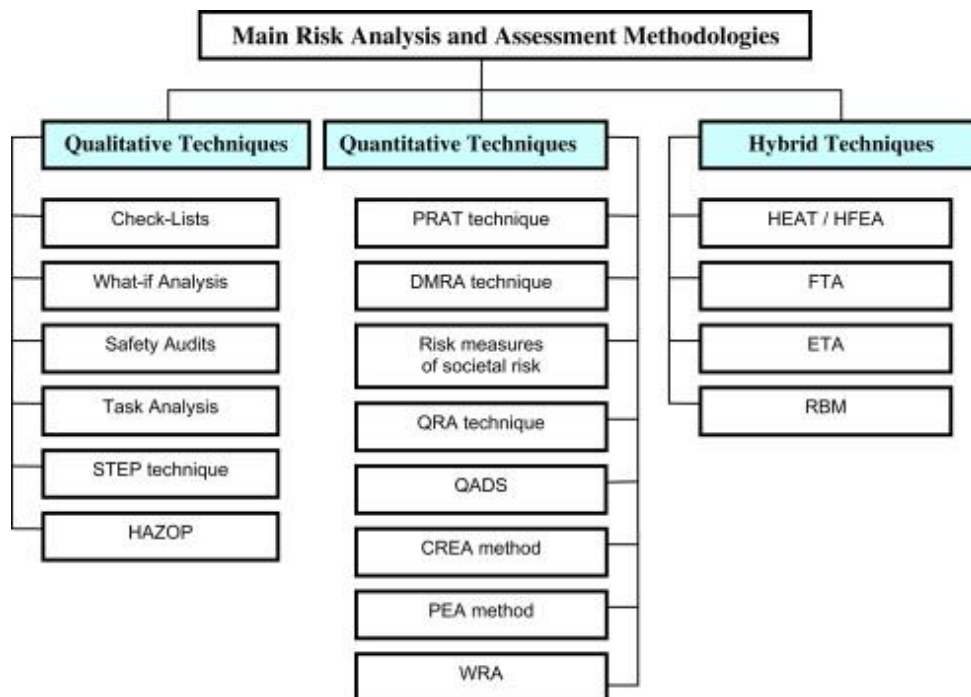 Main Risk Analysis and Assessment Methodologies
Qualitative Techniques
Check-Lists
What-if Analysis
Safety Audits
Task Analysis
STEP technique
HAZOP
Quantitative Techniques
PRAT technique
DMRA technique
Risk measures
of societal risk
QRA technique
QADS
CREA method
PEA method
WRA
Hybrid Techniques
HEAT / HFEA
FTA
ETA
RBM